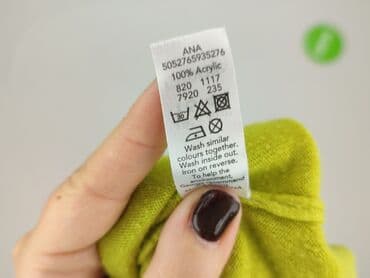 ANA
5052765935276
100% Acrylic
820 1117
7920 235
Wash similar
colours together.
Wash inside out.
Iron on reverse.
To help the
environment,